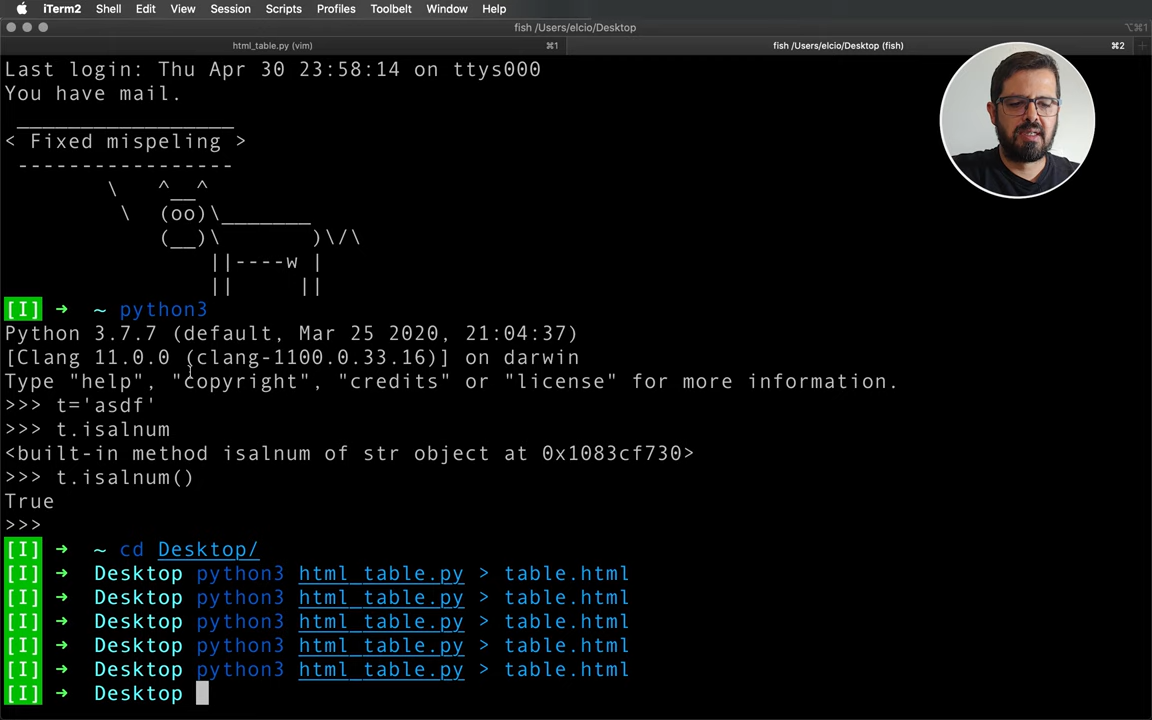 iTerm2 Shell Edit View Session Scripts Profiles Toolbelt Window Help
fish /Users/elcio/Desktop ⌥⌘1
html_table.py (vim) ⌘1 fish /Users/elcio/Desktop (fish) ⌘2 +
Last login: Thu Apr 30 23:58:14 on ttys000
You have mail.
 _________________
< Fixed mispeling >
 -----------------
        \   ^__^
         \  (oo)\_______
            (__)\       )\/\
                ||----w |
                ||     ||
[I] → ~ python3
Python 3.7.7 (default, Mar 25 2020, 21:04:37)
[Clang 11.0.0 (clang-1100.0.33.16)] on darwin
Type "help", "copyright", "credits" or "license" for more information.
>>> t='asdf'
>>> t.isalnum
<built-in method isalnum of str object at 0x1083cf730>
>>> t.isalnum()
True
>>>
[I] → ~ cd Desktop/
[I] → Desktop python3 html_table.py > table.html
[I] → Desktop python3 html_table.py > table.html
[I] → Desktop python3 html_table.py > table.html
[I] → Desktop python3 html_table.py > table.html
[I] → Desktop python3 html_table.py > table.html
[I] → Desktop